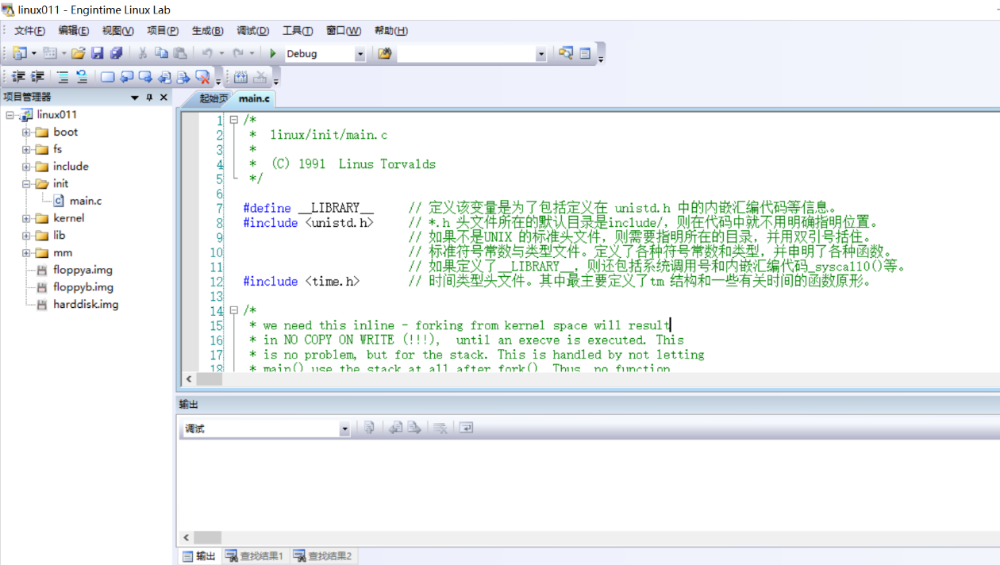 linux011 - Engintime Linux Lab
文件(F) 编辑(E) 视图(V) 项目(P) 生成(B) 调试(D) 工具(T) 窗口(W) 帮助(H)
Debug
项目管理器
起始页 main.c
linux011
boot
fs
include
init
main.c
kernel
lib
mm
floppya.img
floppyb.img
harddisk.img
1 /*
2 * linux/init/main.c
3 *
4 * (C) 1991 Linus Torvalds
5 */
6
7 #define __LIBRARY__ // 定义该变量是为了包括定义在 unistd.h 中的内嵌汇编代码等信息。
8 #include <unistd.h> // *.h 头文件所在的默认目录是include/，则在代码中就不用明确指明位置。
9 // 如果不是UNIX 的标准头文件，则需要指明所在的目录，并用双引号括住。
10 // 标准符号常数与类型文件。定义了各种符号常数和类型，并申明了各种函数。
11 // 如果定义了__LIBRARY__，则还包括系统调用号和内嵌汇编代码_syscall0()等。
12 #include <time.h> // 时间类型头文件。其中最主要定义了tm 结构和一些有关时间的函数原形。
13
14 /*
15 * we need this inline - forking from kernel space will result
16 * in NO COPY ON WRITE (!!!), until an execve is executed. This
17 * is no problem, but for the stack. This is handled by not letting
18 * main() use the stack at all after fork(). Thus, no function
输出
调试
输出 查找结果1 查找结果2